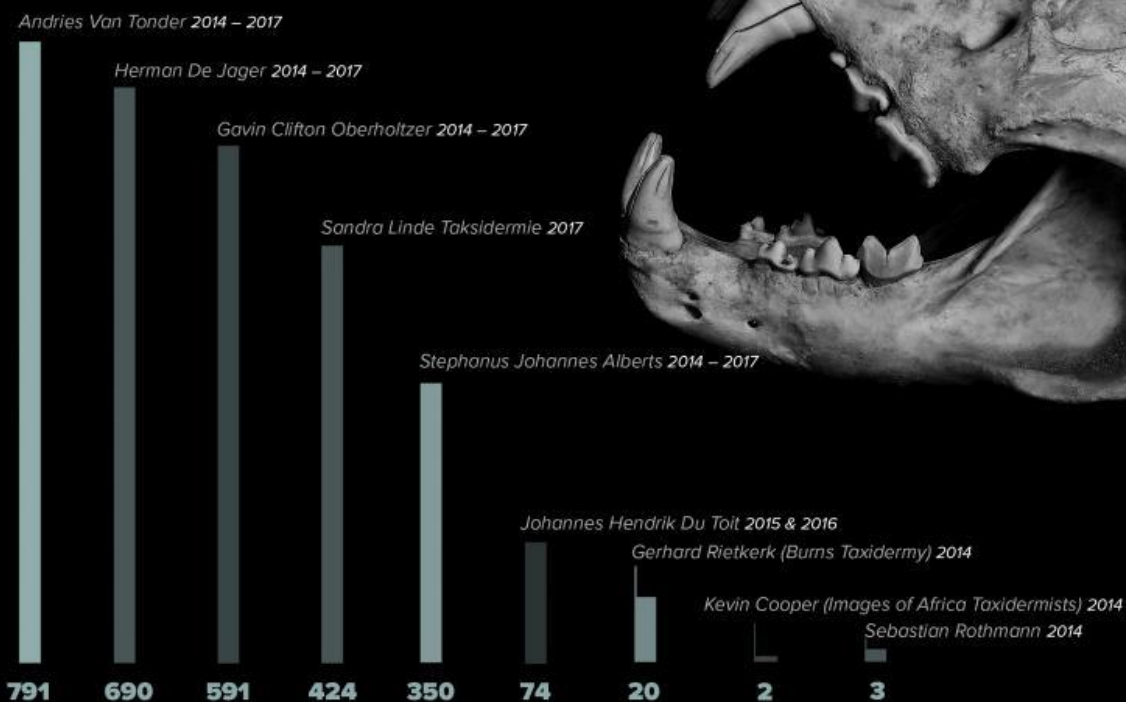 Andries Van Tonder 2014 – 2017
Herman De Jager 2014 – 2017
Gavin Clifton Oberholtzer 2014 – 2017
Sandra Linde Taksidermie 2017
Stephanus Johannes Alberts 2014 – 2017
Johannes Hendrik Du Toit 2015 & 2016
Gerhard Rietkerk (Burns Taxidermy) 2014
Kevin Cooper (Images of Africa Taxidermists) 2014
Sebastian Rothmann 2014
791 690 591 424 350 74 20 2 3